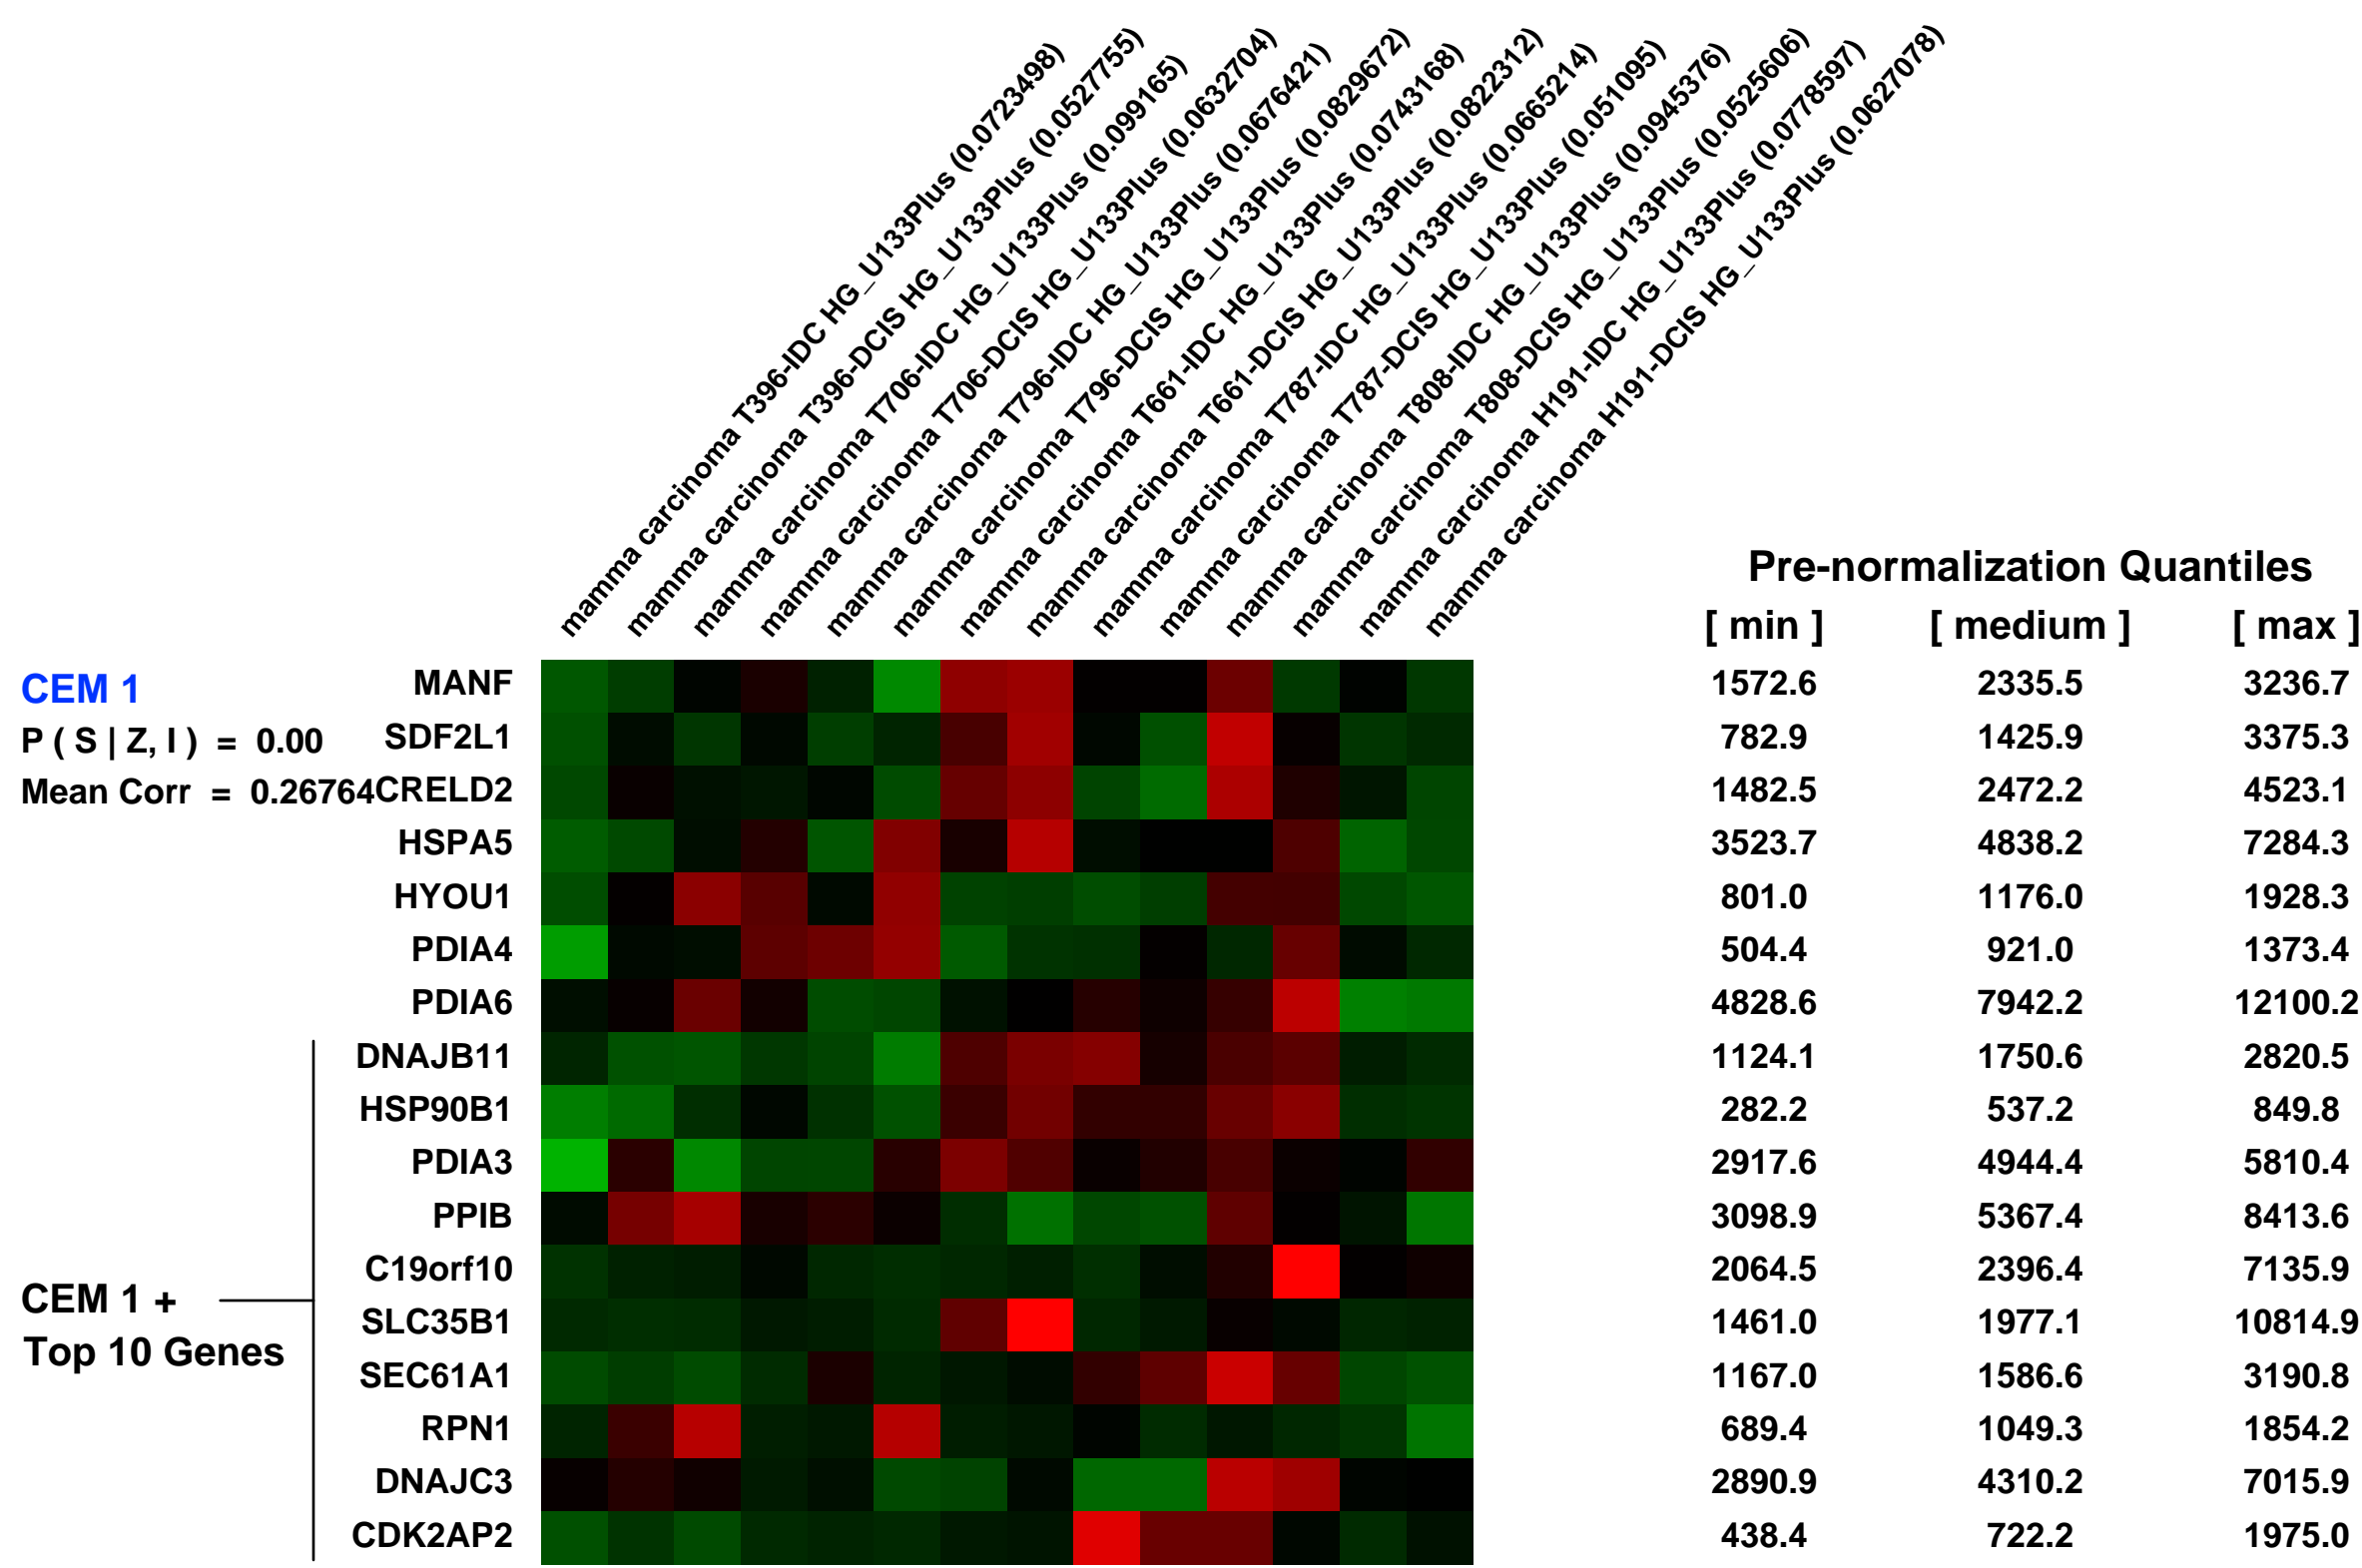 mamma carcinoma T396-IDC HG_U133Plus (0.0723498)
mamma carcinoma T396-DCIS HG_U133Plus (0.0527755)
mamma carcinoma T706-IDC HG_U133Plus (0.099165)
mamma carcinoma T706-DCIS HG_U133Plus (0.0632704)
mamma carcinoma T796-IDC HG_U133Plus (0.0676421)
mamma carcinoma T796-DCIS HG_U133Plus (0.0829672)
mamma carcinoma T661-IDC HG_U133Plus (0.0743168)
mamma carcinoma T661-DCIS HG_U133Plus (0.0822312)
mamma carcinoma T787-IDC HG_U133Plus (0.0665214)
mamma carcinoma T787-DCIS HG_U133Plus (0.051095)
mamma carcinoma T808-IDC HG_U133Plus (0.0945376)
mamma carcinoma T808-DCIS HG_U133Plus (0.0525606)
mamma carcinoma H191-IDC HG_U133Plus (0.0778597)
mamma carcinoma H191-DCIS HG_U133Plus (0.0627078)
Pre-normalization Quantiles
[ min ] [ medium ] [ max ]
CEM 1 MANF 1572.6 2335.5 3236.7
P ( S | Z, I ) = 0.00 SDF2L1 782.9 1425.9 3375.3
Mean Corr = 0.26764 CRELD2 1482.5 2472.2 4523.1
HSPA5 3523.7 4838.2 7284.3
HYOU1 801.0 1176.0 1928.3
PDIA4 504.4 921.0 1373.4
PDIA6 4828.6 7942.2 12100.2
DNAJB11 1124.1 1750.6 2820.5
HSP90B1 282.2 537.2 849.8
PDIA3 2917.6 4944.4 5810.4
PPIB 3098.9 5367.4 8413.6
C19orf10 2064.5 2396.4 7135.9
CEM 1 +
SLC35B1 1461.0 1977.1 10814.9
Top 10 Genes
SEC61A1 1167.0 1586.6 3190.8
RPN1 689.4 1049.3 1854.2
DNAJC3 2890.9 4310.2 7015.9
CDK2AP2 438.4 722.2 1975.0